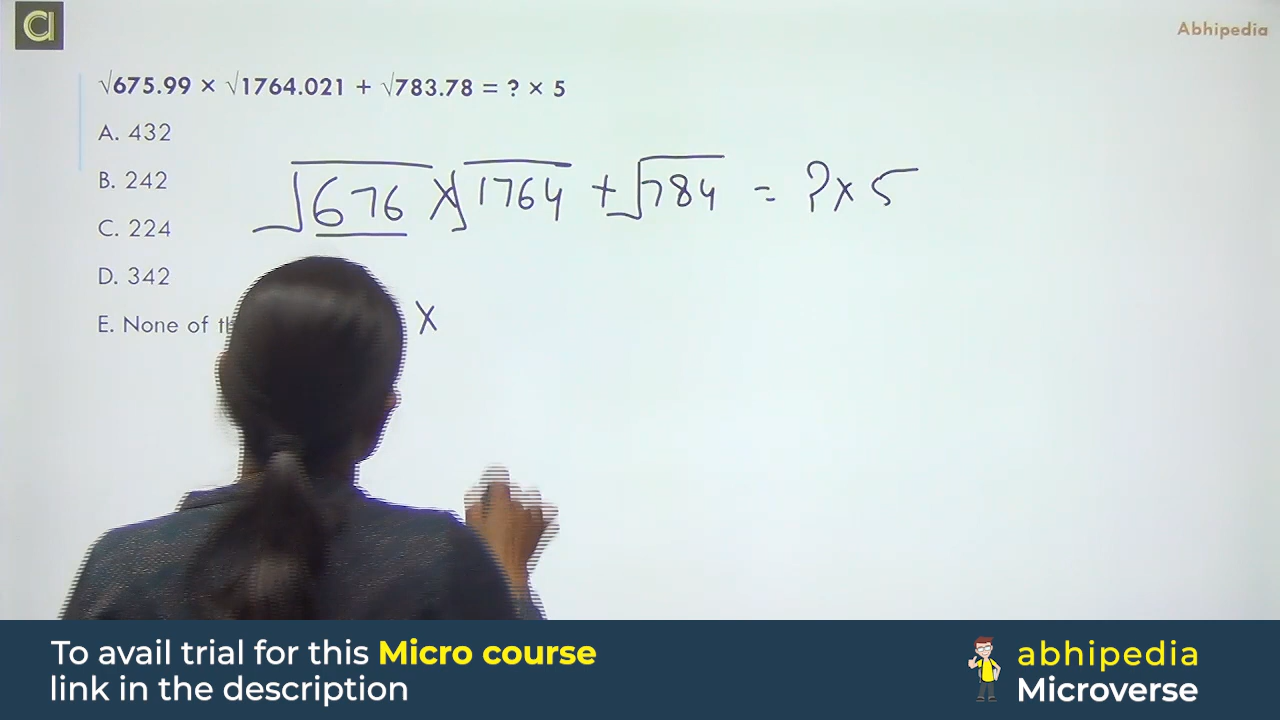 Abhipedia
√675.99 × √1764.021 + √783.78 = ? × 5
A. 432
B. 242
C. 224
D. 342
E. None of
√676 × √1764 + √784 = ? × 5
×
To avail trial for this Micro course
link in the description
abhipedia
Microverse